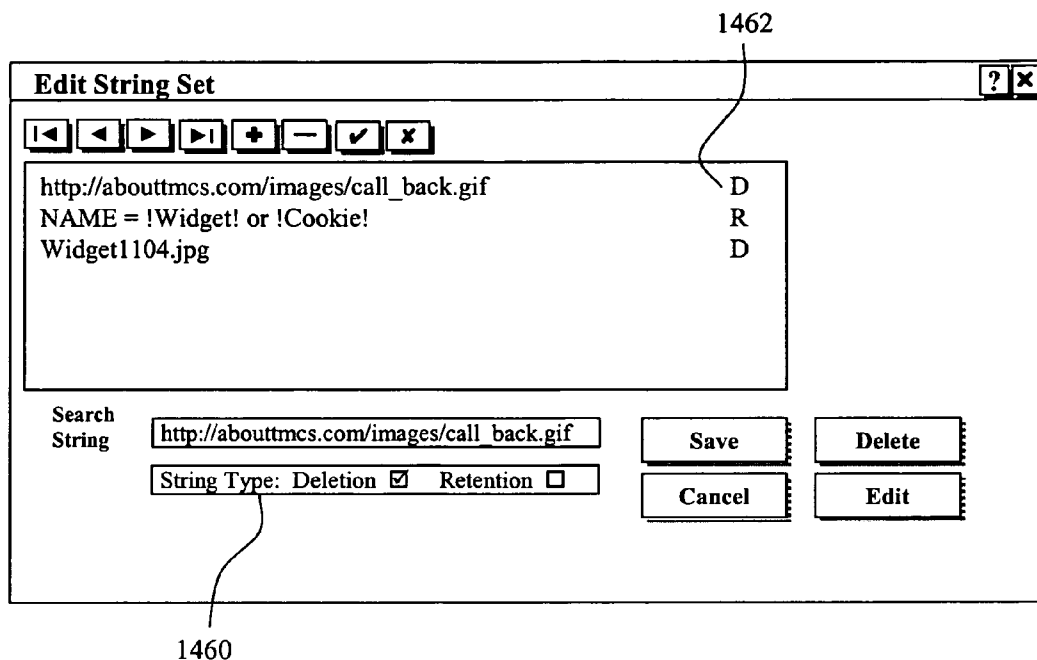 1462
Edit String Set
?
http://abouttmcs.com/images/call_back.gif D
NAME = !Widget! or !Cookie! R
Widget1104.jpg D
Search String
http://abouttmcs.com/images/call_back.gif
String Type: Deletion ☑ Retention ☐
Save Delete
Cancel Edit
1460